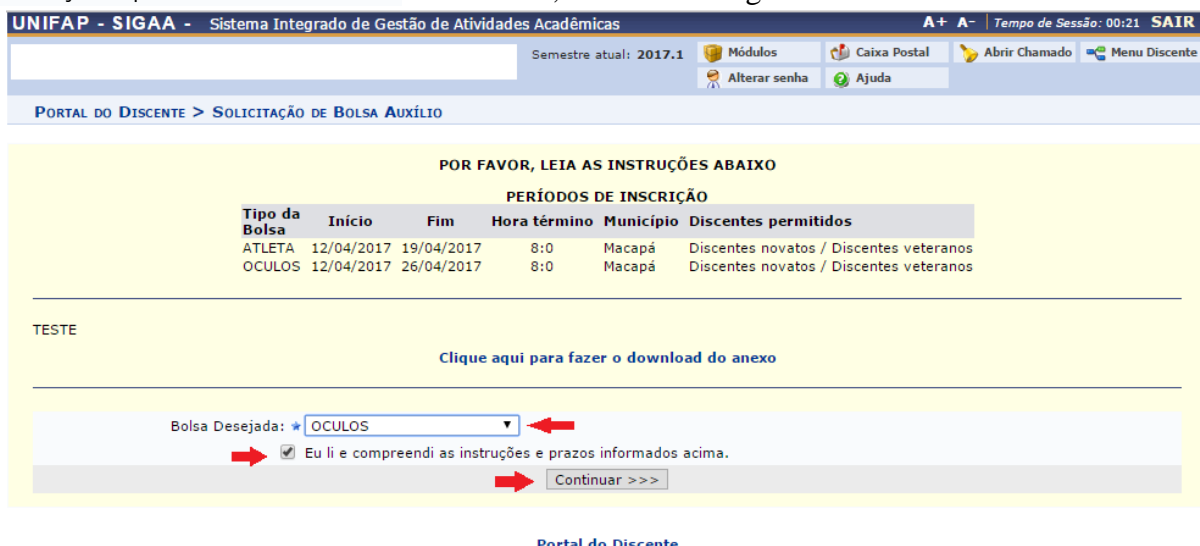 UNIFAP - SIGAA - Sistema Integrado de Gestão de Atividades Acadêmicas A+ A- Tempo de Sessão: 00:21 SAIR
Semestre atual: 2017.1 Módulos Caixa Postal Abrir Chamado Menu Discente
Alterar senha Ajuda
PORTAL DO DISCENTE > SOLICITAÇÃO DE BOLSA AUXÍLIO
POR FAVOR, LEIA AS INSTRUÇÕES ABAIXO
PERÍODOS DE INSCRIÇÃO
Tipo da Bolsa Início Fim Hora término Município Discentes permitidos
ATLETA 12/04/2017 19/04/2017 8:0 Macapá Discentes novatos / Discentes veteranos
OCULOS 12/04/2017 26/04/2017 8:0 Macapá Discentes novatos / Discentes veteranos
TESTE
Clique aqui para fazer o download do anexo
Bolsa Desejada: OCULOS
Eu li e compreendi as instruções e prazos informados acima.
Continuar >>>
Portal do Discente